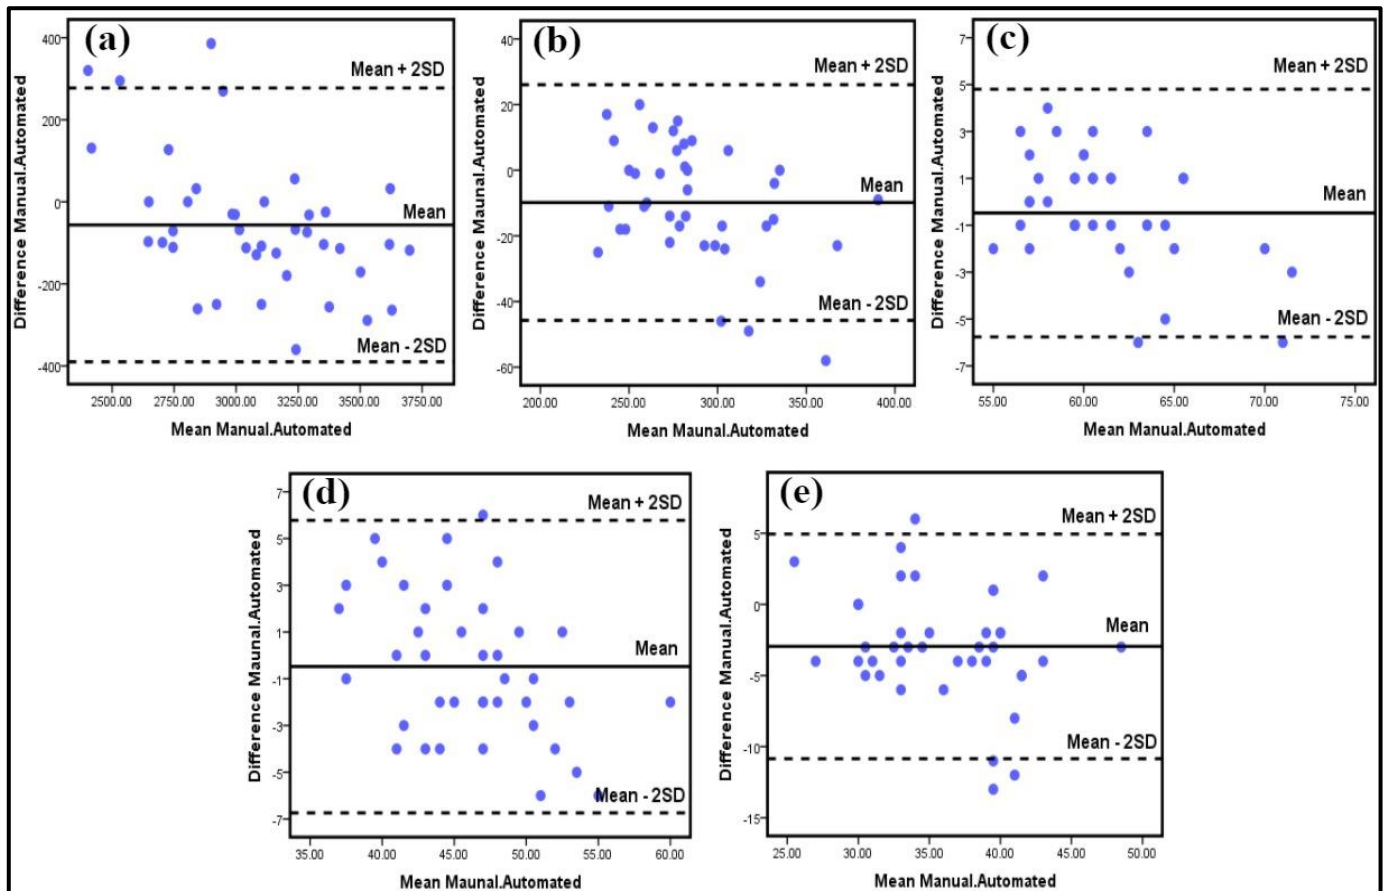 (a)
Difference Manual.Automated
400
200
0
-200
-400
Mean + 2SD
Mean
Mean - 2SD
2500.00 2750.00 3000.00 3250.00 3500.00 3750.00
Mean Manual.Automated
(b)
Difference Maunal.Automated
40
20
0
-20
-40
-60
Mean + 2SD
Mean
Mean - 2SD
200.00 250.00 300.00 350.00 400.00
Mean Maunal.Automated
(c)
Difference Manual.Automated
7
5
3
1
-1
-3
-5
-7
Mean + 2SD
Mean
Mean - 2SD
55.00 60.00 65.00 70.00 75.00
Mean Manual.Automated
(d)
Difference Maunal.Automated
7
5
3
1
-1
-3
-5
-7
Mean + 2SD
Mean
Mean - 2SD
35.00 40.00 45.00 50.00 55.00 60.00
Mean Maunal.Automated
(e)
Difference Manual.Automated
5
0
-5
-10
-15
Mean + 2SD
Mean
Mean - 2SD
25.00 30.00 35.00 40.00 45.00 50.00
Mean Manual.Automated